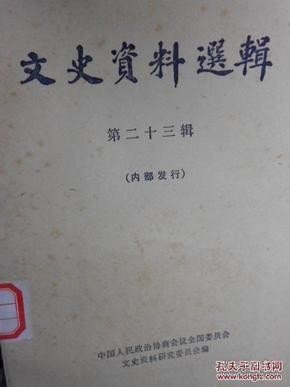 文史資料選輯
第二十三辑
(内部发行)
中国人民政治协商会议全国委员会
文史资料研究委员会编